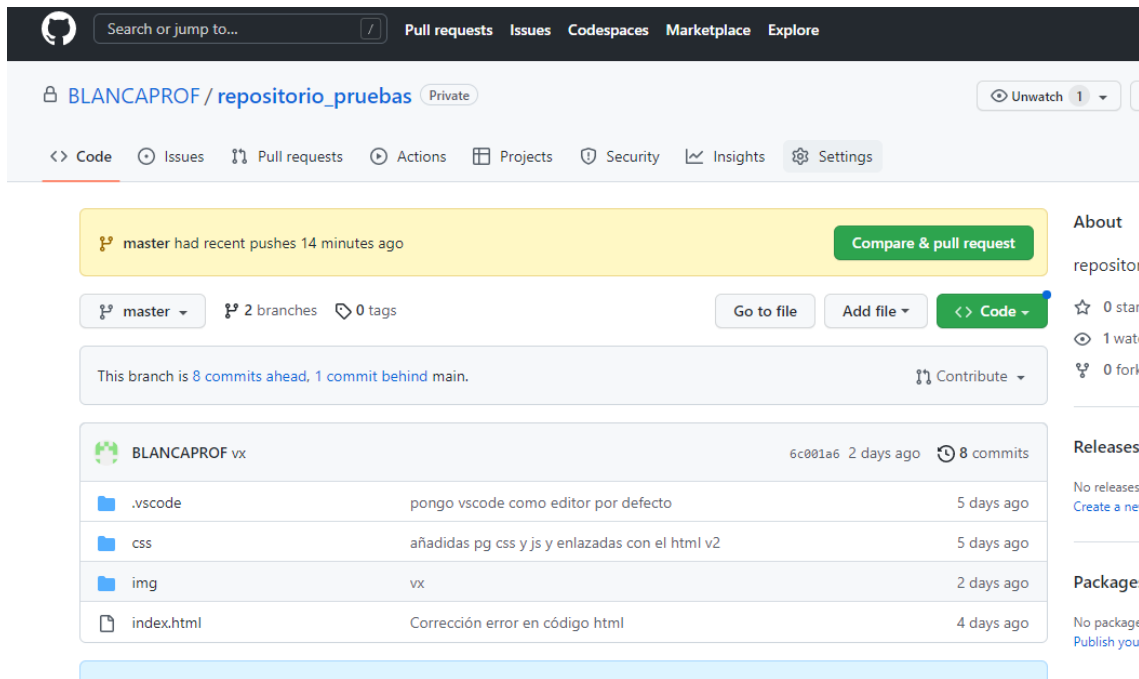 Search or jump to... / Pull requests Issues Codespaces Marketplace Explore
BLANCAPROF / repositorio_pruebas Private Unwatch 1
Code Issues Pull requests Actions Projects Security Insights Settings
master had recent pushes 14 minutes ago Compare & pull request
About
master 2 branches 0 tags Go to file Add file Code
0
1
0
This branch is 8 commits ahead, 1 commit behind main. Contribute
BLANCAPROF vx 6c001a6 2 days ago 8 commits
.vscode pongo vscode como editor por defecto 5 days ago
css añadidas pg css y js y enlazadas con el html v2 5 days ago
img vx 2 days ago
index.html Corrección error en código html 4 days ago
Releases
No releases
Create a
Packages
No
Publish